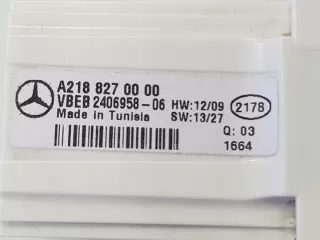 A218 827 00 00
VBEB 2406958-06 HW:12/09 2178
Made in Tunisia SW:13/27
Q: 03
1664